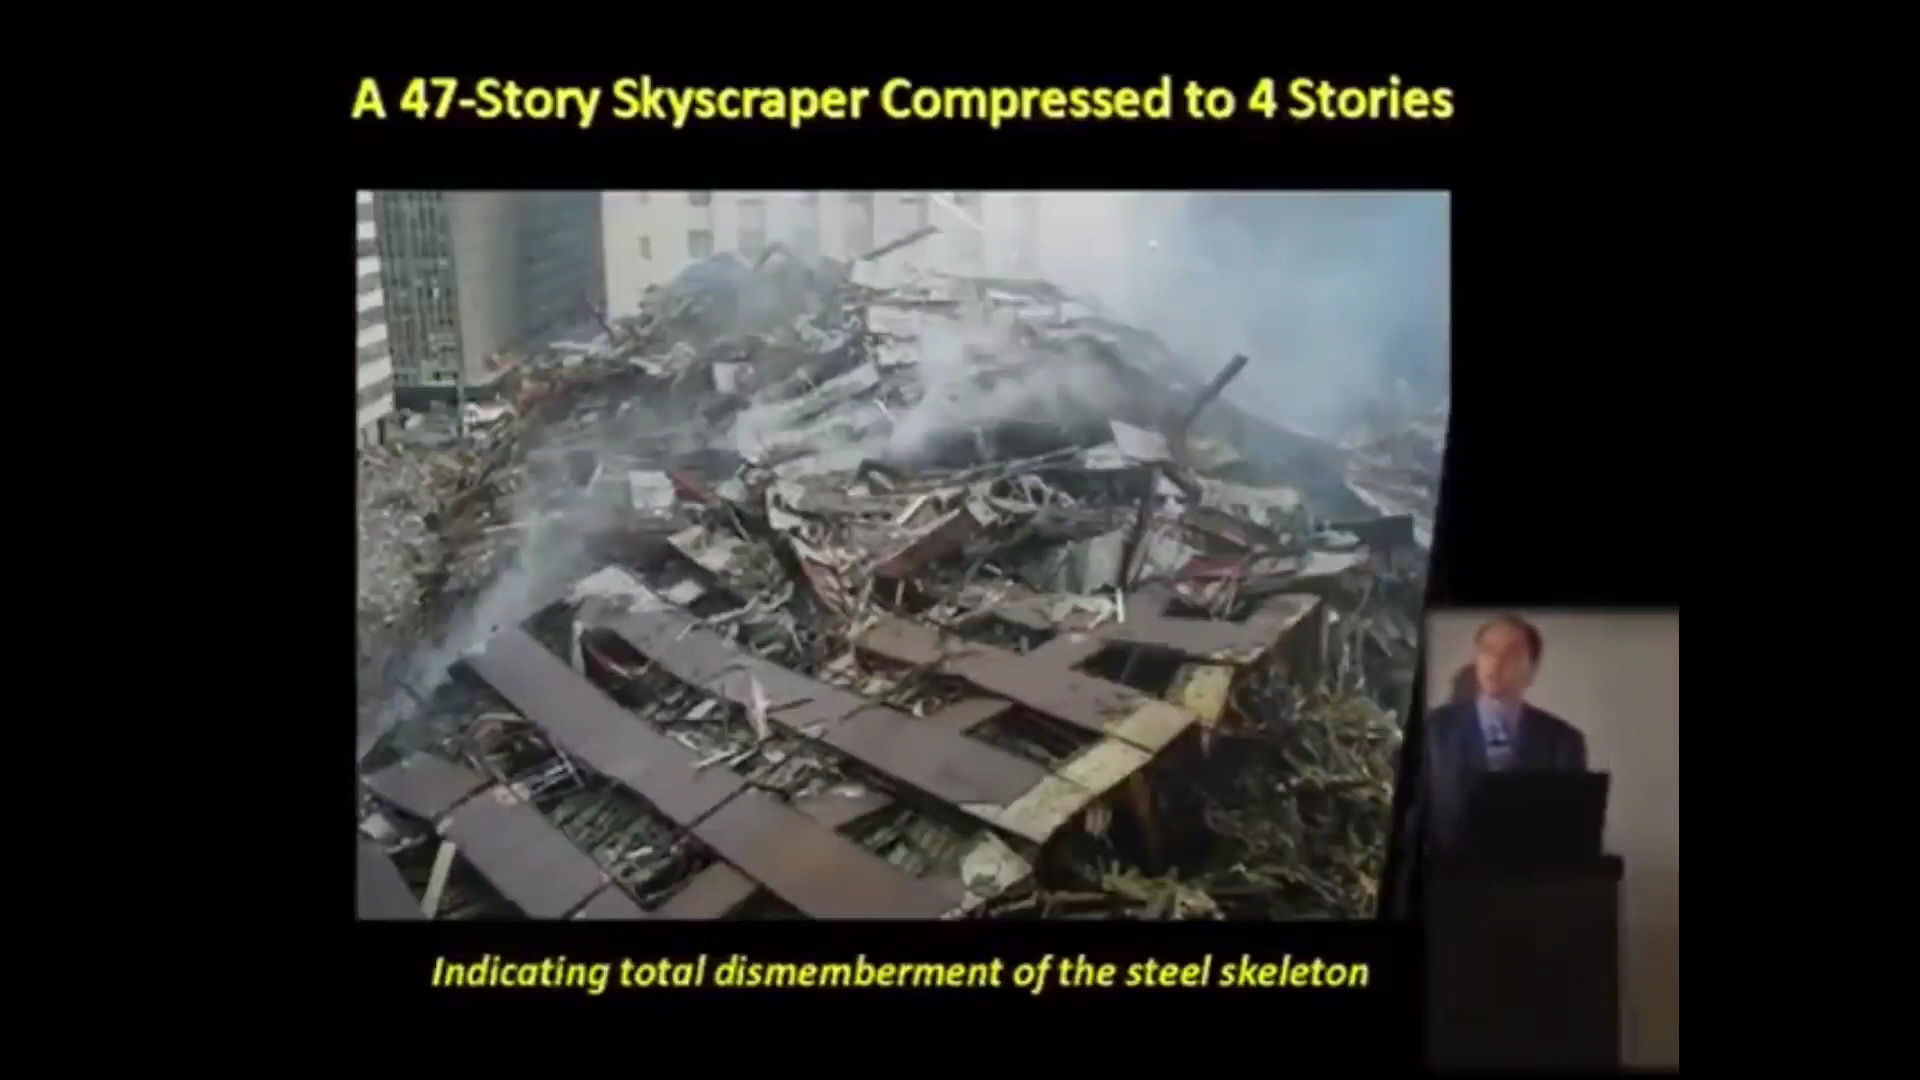 A 47-Story Skyscraper Compressed to 4 Stories
Indicating total dismemberment of the steel skeleton